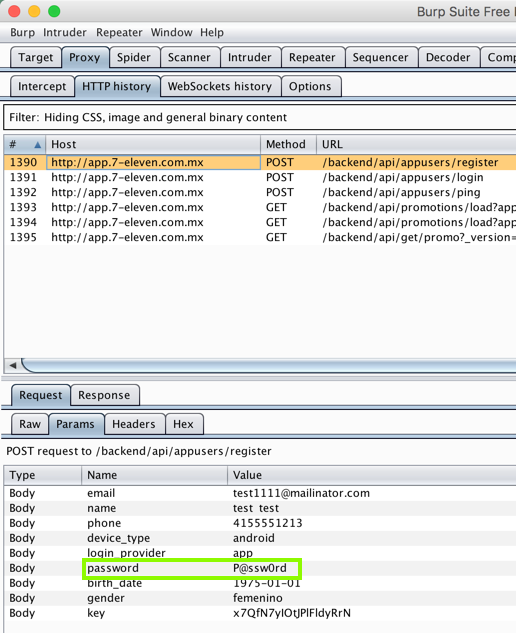 Burp Suite Free
Burp Intruder Repeater Window Help
Target Proxy Spider Scanner Intruder Repeater Sequencer Decoder
Intercept HTTP history WebSockets history Options
Filter: Hiding CSS, image and general binary content
# Host Method URL
1390 http://app.7-eleven.com.mx POST /backend/api/appusers/register
1391 http://app.7-eleven.com.mx POST /backend/api/appusers/login
1392 http://app.7-eleven.com.mx POST /backend/api/appusers/ping
1393 http://app.7-eleven.com.mx GET /backend/api/promotions/load?app
1394 http://app.7-eleven.com.mx GET /backend/api/promotions/load?app
1395 http://app.7-eleven.com.mx GET /backend/api/get/promo?_version=
Request Response
Raw Params Headers Hex
POST request to /backend/api/appusers/register
Type Name Value
Body email test1111@mailinator.com
Body name test test
Body phone 4155551213
Body device_type android
Body login_provider app
Body password P@ssw0rd
Body birth_date 1975-01-01
Body gender femenino
Body key x7QfN7ylOtJPlFldyRrN